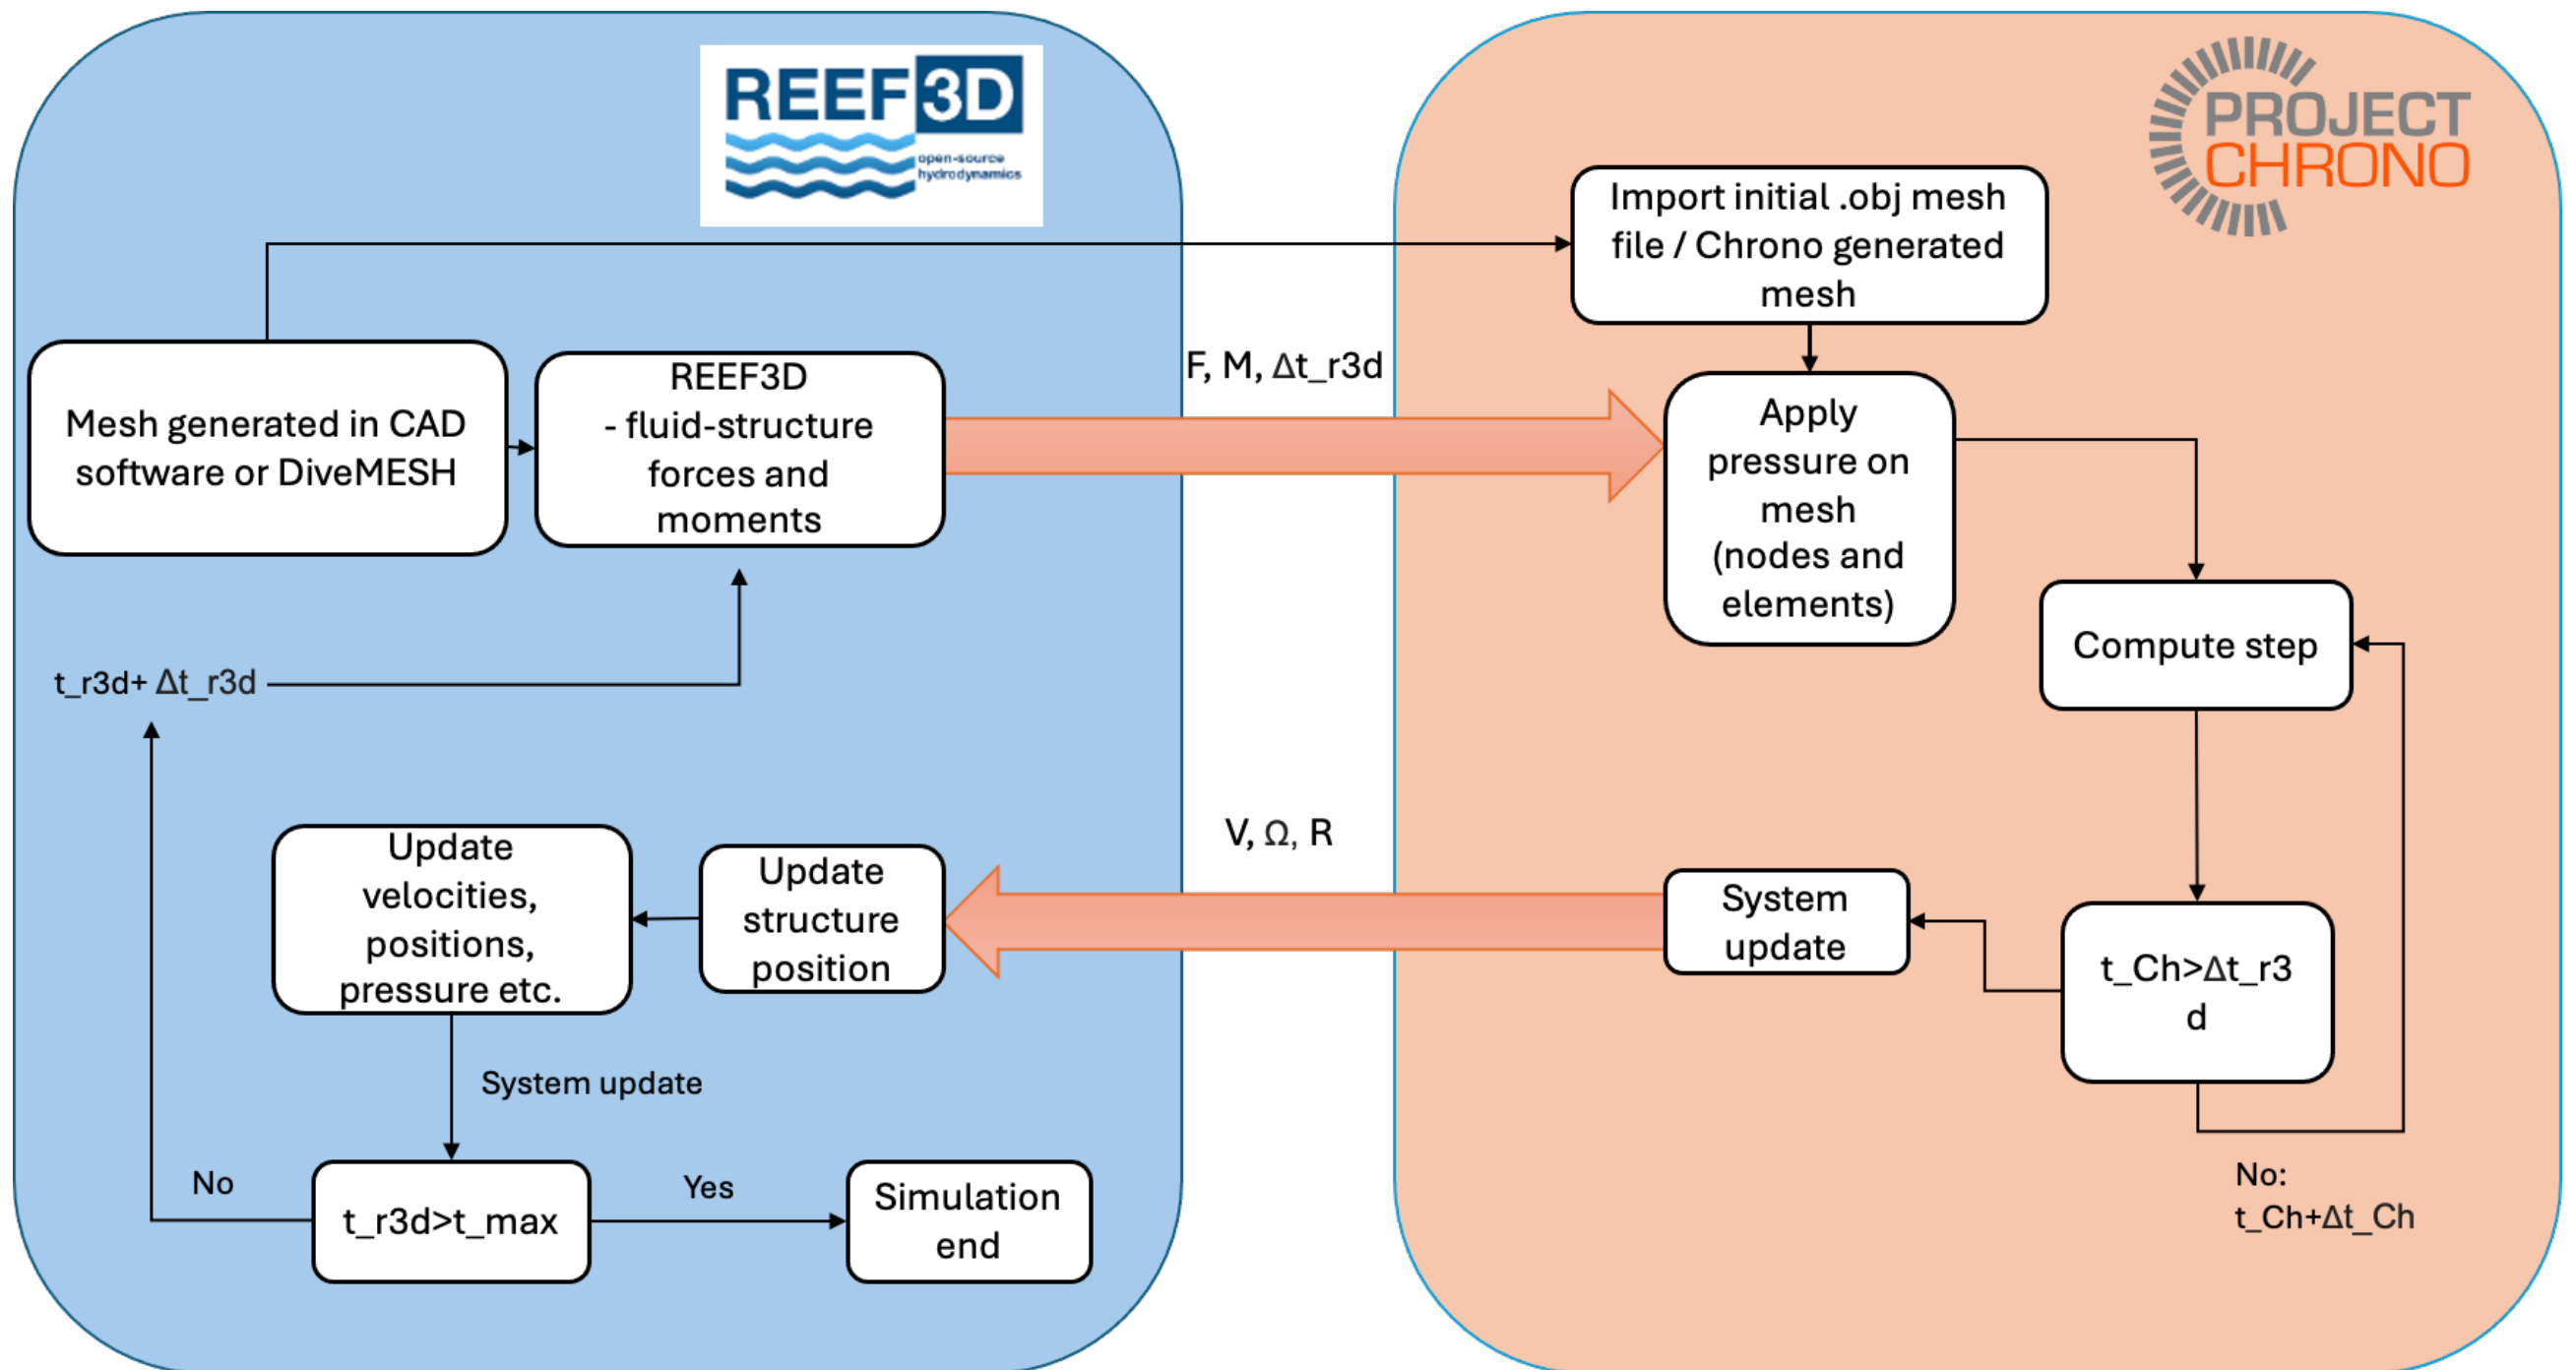 REEF3D
open-source
hydrodynamics
PROJECT
CHRONO
Import initial .obj mesh
file / Chrono generated
mesh
Mesh generated in CAD
software or DiveMESH
REEF3D
- fluid-structure
forces and
moments
F, M, Δt_r3d
Apply
pressure on
mesh
(nodes and
elements)
Compute step
t_r3d+ Δt_r3d
Update
velocities,
positions,
pressure etc.
Update
structure
position
V, Ω, R
System
update
t_Ch>Δt_r3
d
System update
No
t_r3d>t_max
Yes
Simulation
end
No:
t_Ch+Δt_Ch